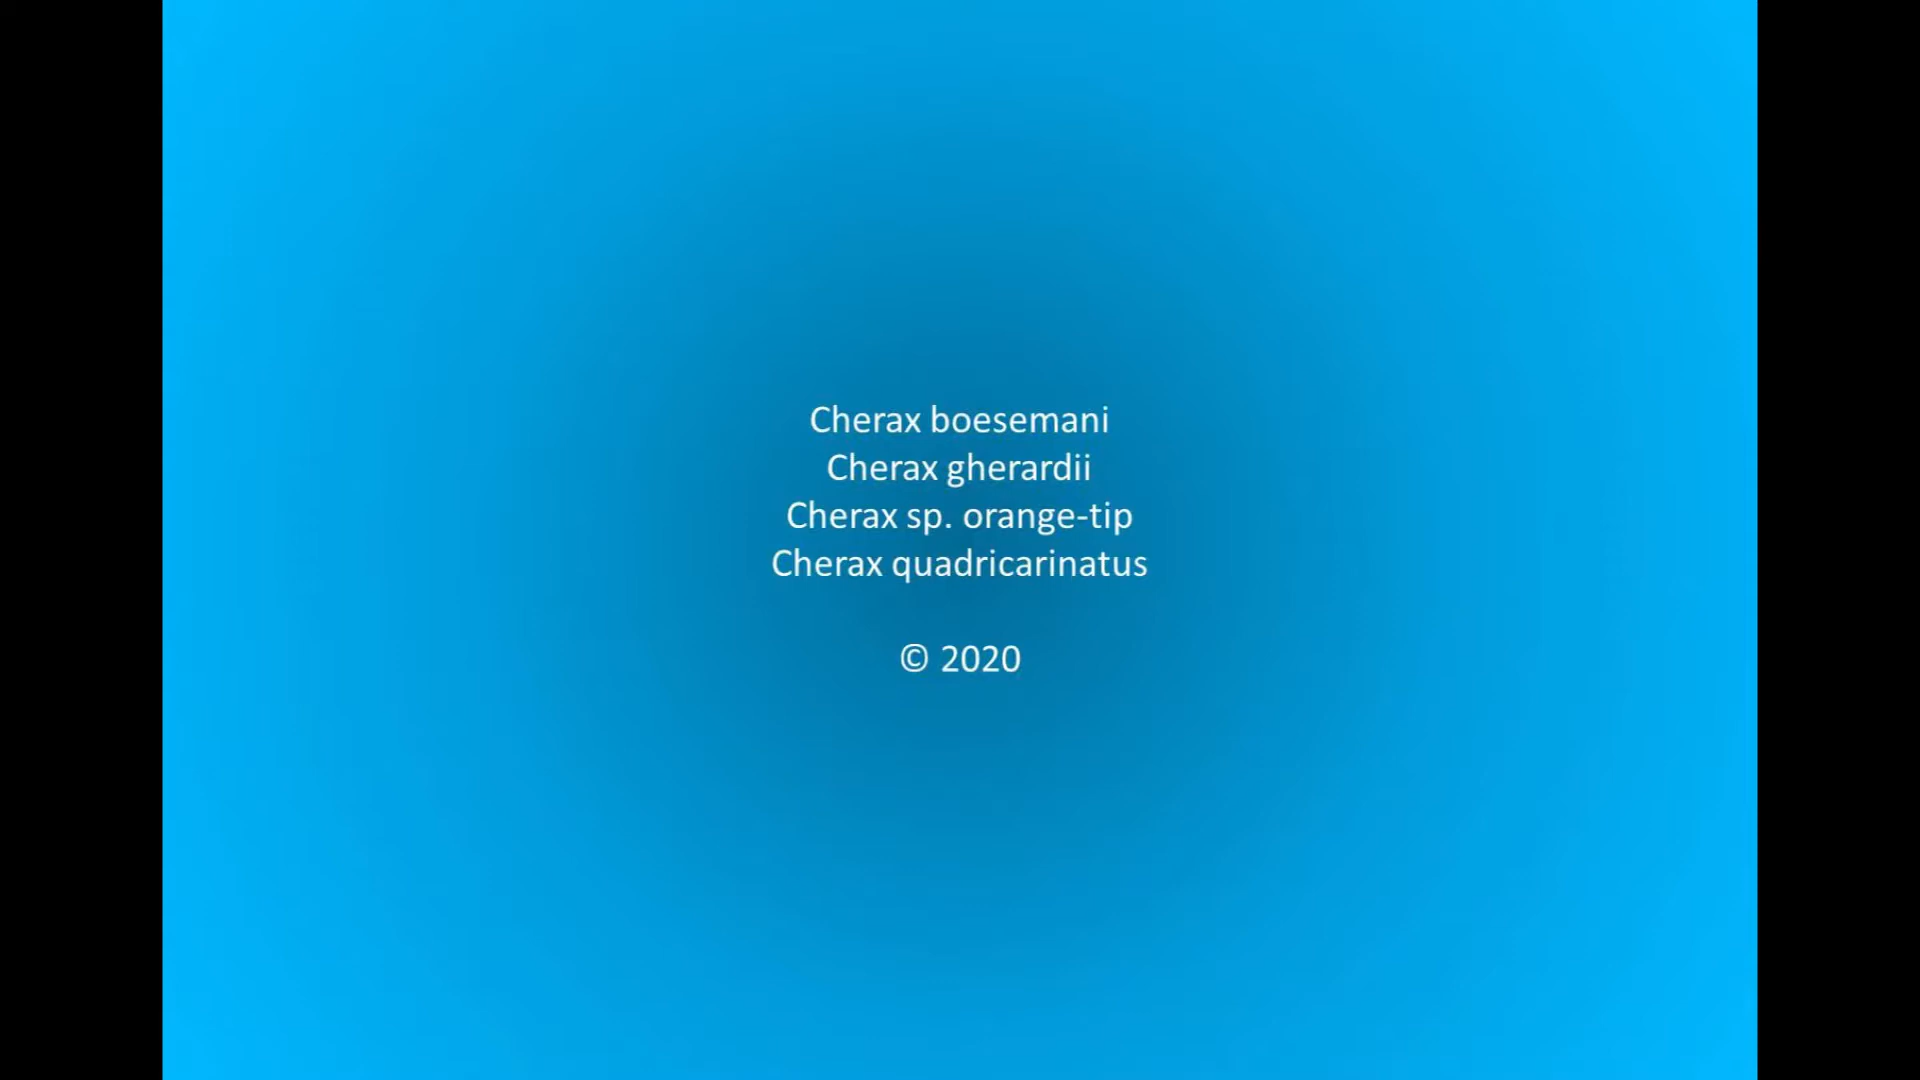 Cherax boesemani
Cherax gherardii
Cherax sp. orange-tip
Cherax quadricarinatus
© 2020